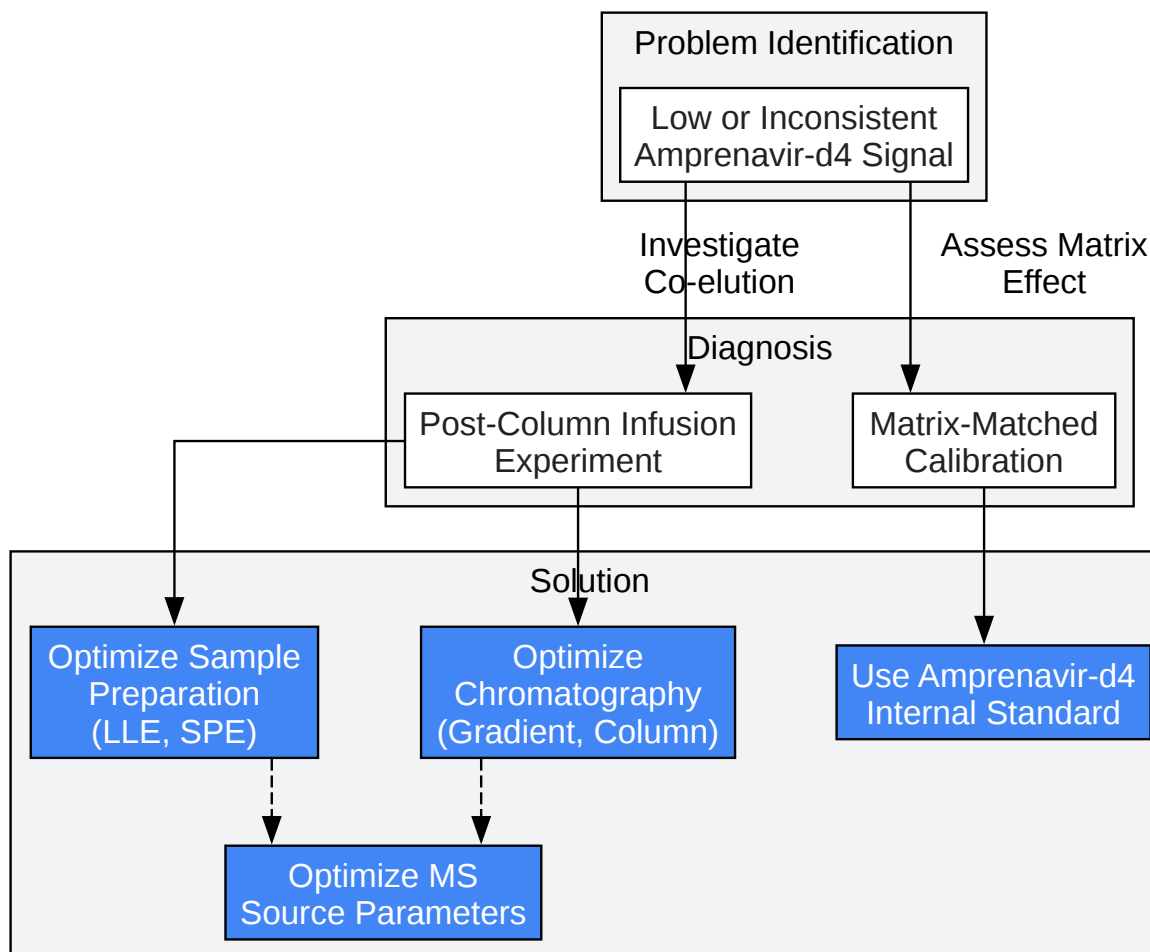 Problem Identification
Low or Inconsistent
Amprenavir-d4 Signal
Investigate
Co-elution
Assess Matrix
Effect
Diagnosis
Post-Column Infusion
Experiment
Matrix-Matched
Calibration
Solution
Optimize Sample
Preparation
(LLE, SPE)
Optimize
Chromatography
(Gradient, Column)
Use Amprenavir-d4
Internal Standard
Optimize MS
Source Parameters